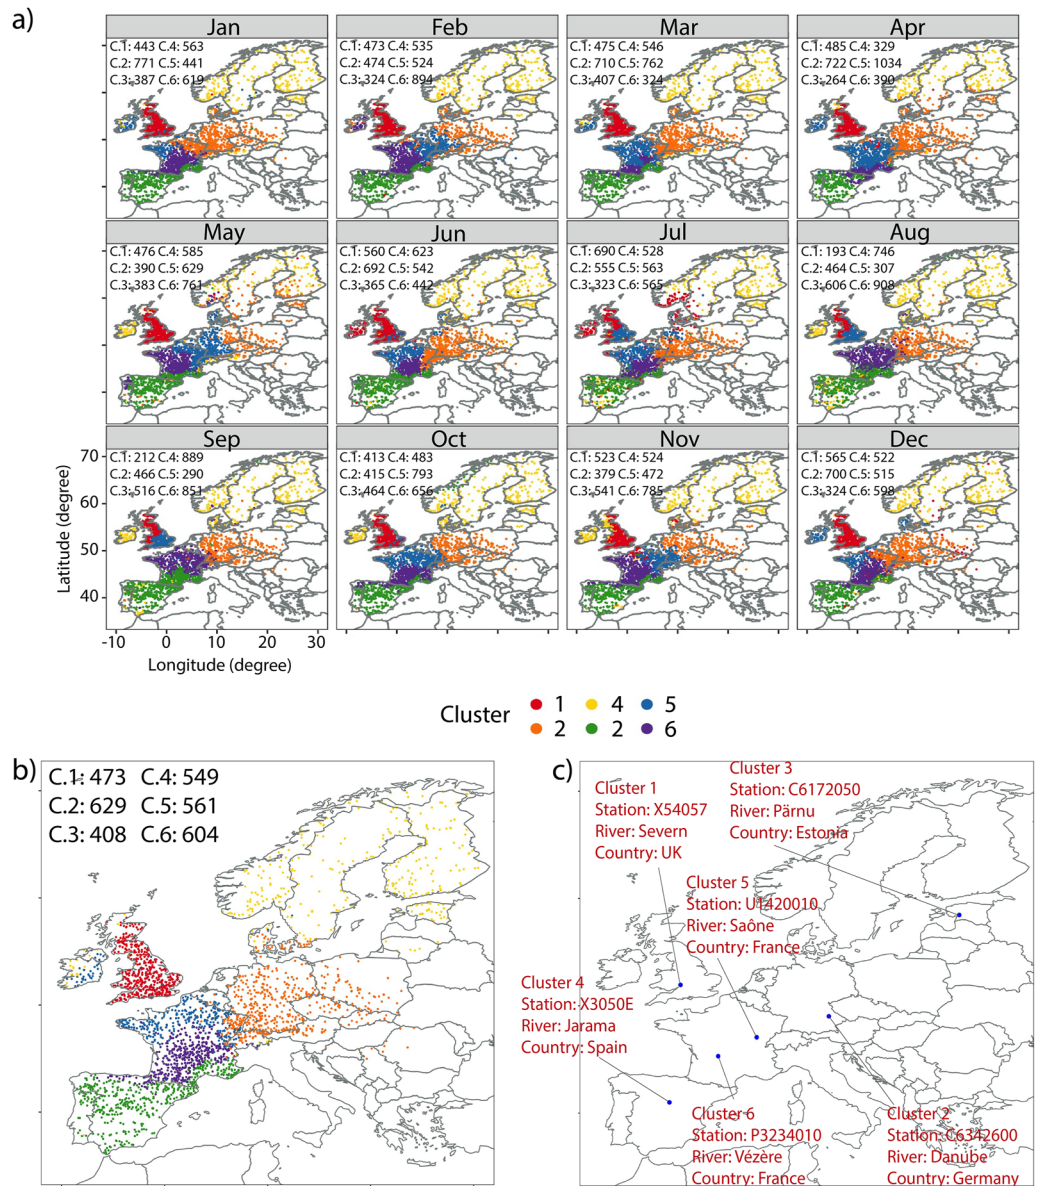 a)
Jan
C.1: 443 C.4: 563
C.2: 771 C.5: 441
C.3: 387 C.6: 619
Feb
C.1: 473 C.4: 535
C.2: 474 C.5: 524
C.3: 324 C.6: 894
Mar
C.1: 475 C.4: 546
C.2: 710 C.5: 762
C.3: 407 C.6: 324
Apr
C.1: 485 C.4: 329
C.2: 722 C.5: 1034
C.3: 264 C.6: 390
May
C.1: 476 C.4: 585
C.2: 390 C.5: 629
C.3: 383 C.6: 761
Jun
C.1: 560 C.4: 623
C.2: 692 C.5: 542
C.3: 365 C.6: 442
Jul
C.1: 690 C.4: 528
C.2: 555 C.5: 563
C.3: 323 C.6: 565
Aug
C.1: 193 C.4: 746
C.2: 464 C.5: 307
C.3: 606 C.6: 908
Sep
C.1: 212 C.4: 889
C.2: 466 C.5: 290
C.3: 516 C.6: 851
Oct
C.1: 413 C.4: 483
C.2: 415 C.5: 793
C.3: 464 C.6: 656
Nov
C.1: 523 C.4: 524
C.2: 379 C.5: 472
C.3: 541 C.6: 785
Dec
C.1: 565 C.4: 522
C.2: 700 C.5: 515
C.3: 324 C.6: 598
70
60
50
40
Latitude (degree)
-10 0 10 20 30
Longitude (degree)
Cluster
1 4 5
2 2 6
b)
C.1: 473 C.4: 549
C.2: 629 C.5: 561
C.3: 408 C.6: 604
c)
Cluster 1
Station: X54057
River: Severn
Country: UK
Cluster 3
Station: C6172050
River: Pärnu
Country: Estonia
Cluster 5
Station: U1420010
River: Saône
Country: France
Cluster 4
Station: X3050E
River: Jarama
Country: Spain
Cluster 6
Station: P3234010
River: Vézère
Country: France
Cluster 2
Station: C6342600
River: Danube
Country: Germany